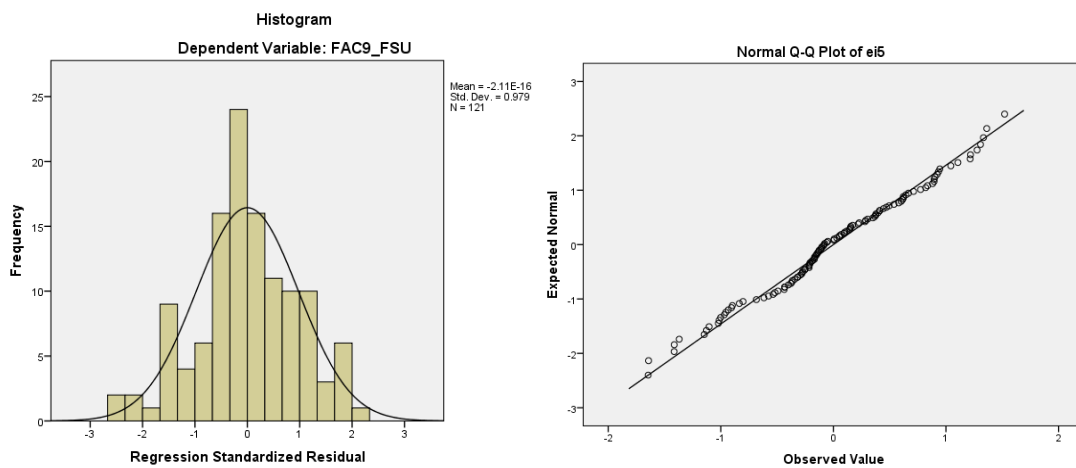 Histogram
Dependent Variable: FAC9_FSU
Mean = -2.11E-16
Std. Dev. = 0.979
N = 121
Frequency
25
20
15
10
5
0
-3 -2 -1 0 1 2 3
Regression Standardized Residual
Normal Q-Q Plot of ei5
Expected Normal
3
2
1
0
-1
-2
-3
-2 -1 0 1 2
Observed Value